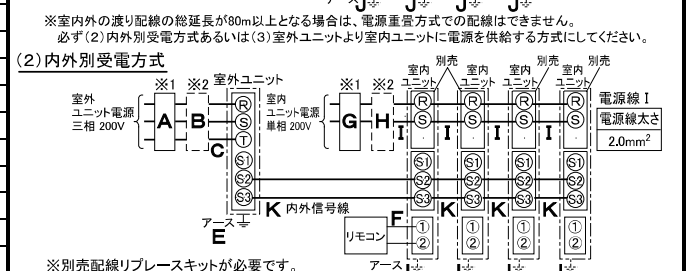 ※室内外の渡り配線の総延長が80m以上となる場合は、電源重畳方式での配線はできません。
必ず(2)内外別受電方式あるいは(3)室外ユニットより室内ユニットに電源を供給する方式にしてください。
(2)内外別受電方式
※1 ※2 室外ユニット ※1 ※2 室内ユニット 別売 室内ユニット 室内ユニット 別売 室内ユニット 別売
室外ユニット電源 三相 200V
A B C
R S T S1 S2 S3
室内ユニット電源 単相 200V
G H I I I I
R S R S R S R S
電源線 I
電源線太さ
2.0mm²
S1 S1 S1 S1
S2 S2 S2 S2
S3 S3 S3 S3
K 内外信号線 K K K
アース
E
リモコン F
① ① ① ①
② ② ② ②
アース
※別売配線リプレースキットが必要です。